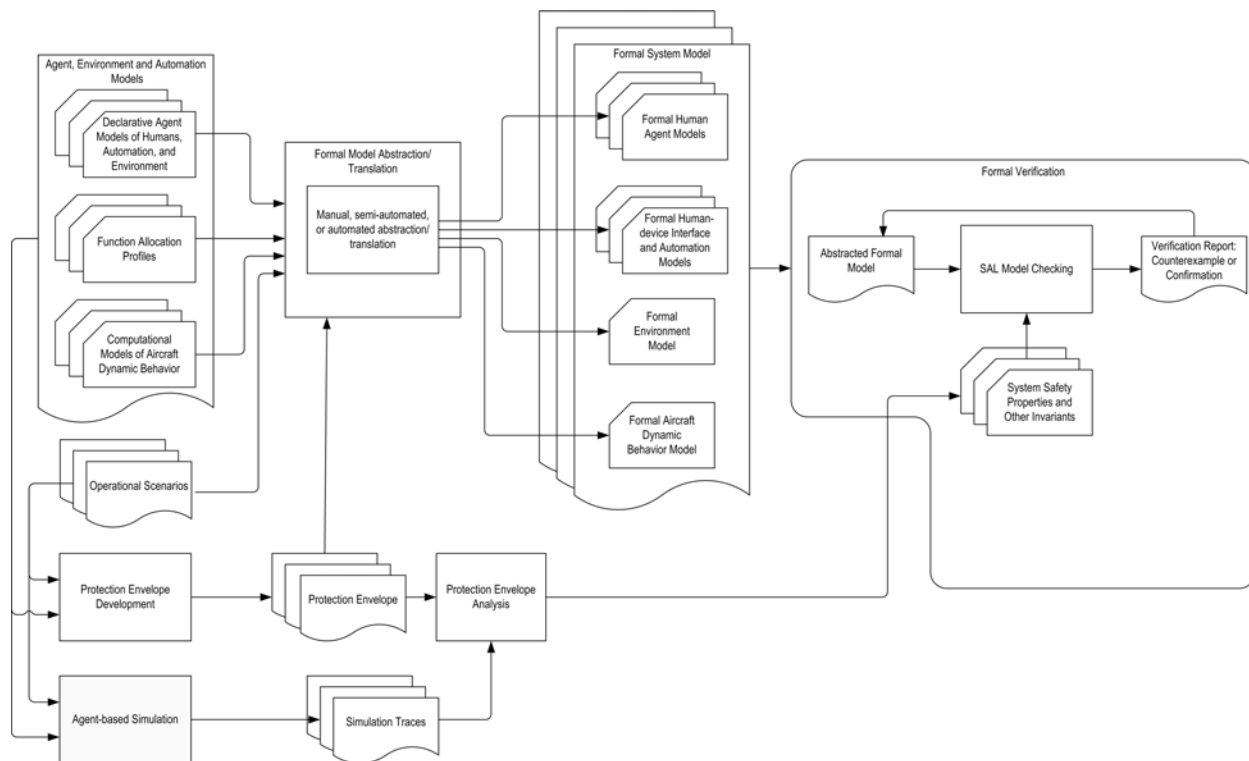 Agent, Environment and Automation
Models
Declarative Agent
Models of Humans,
Automation, and
Environment
Function Allocation
Profiles
Computational
Models of Aircraft
Dynamic Behavior
Operational Scenarios
Protection Envelope
Development
Agent-based Simulation
Formal Model Abstraction/
Translation
Manual, semi-automated,
or automated abstraction/
translation
Protection Envelope
Simulation Traces
Protection Envelope
Analysis
Formal System Model
Formal Human
Agent Models
Formal Human-
device Interface
and Automation
Models
Formal
Environment
Model
Formal Aircraft
Dynamic
Behavior Model
Formal Verification
Abstracted Formal
Model
SAL Model Checking
Verification Report:
Counterexample or
Confirmation
System Safety
Properties and
Other Invariants